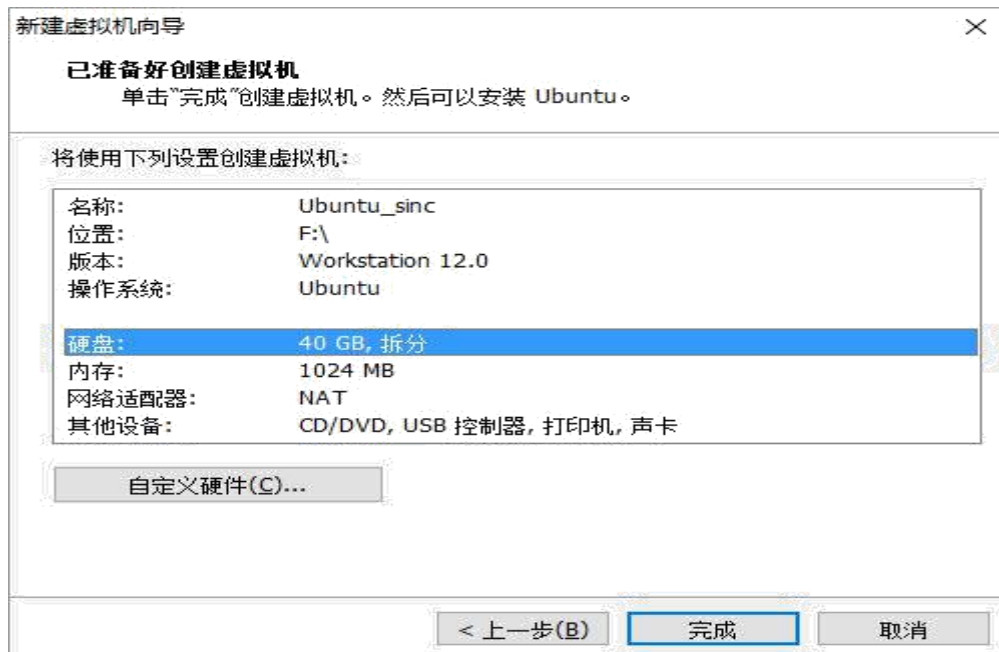 新建虚拟机向导
已准备好创建虚拟机
单击“完成”创建虚拟机。然后可以安装 Ubuntu。
将使用下列设置创建虚拟机:
名称: Ubuntu_sinc
位置: F:\
版本: Workstation 12.0
操作系统: Ubuntu
硬盘: 40 GB, 拆分
内存: 1024 MB
网络适配器: NAT
其他设备: CD/DVD, USB 控制器, 打印机, 声卡
自定义硬件(C)...
< 上一步(B) 完成 取消